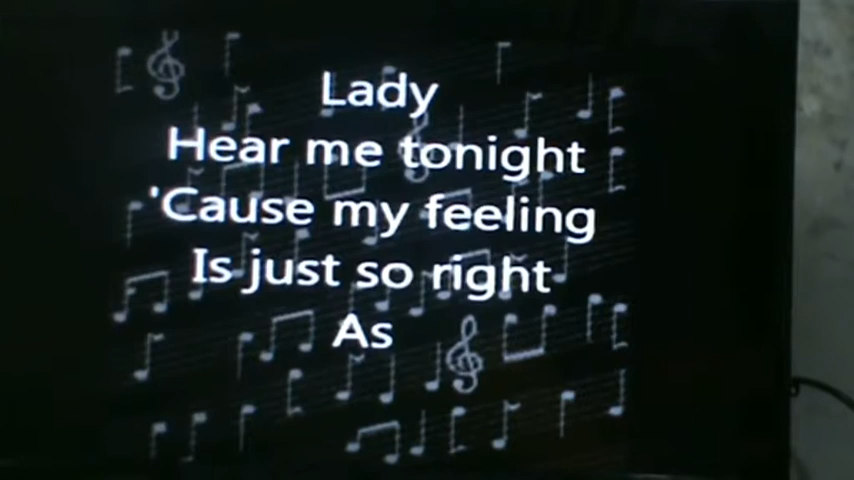 Lady
Hear me tonight
'Cause my feeling
Is just so right
As